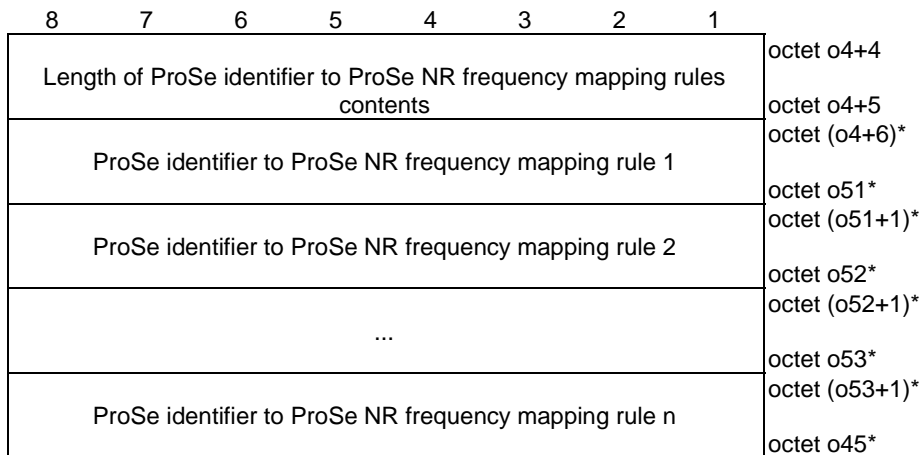 8 7 6 5 4 3 2 1
octet o4+4
Length of ProSe identifier to ProSe NR frequency mapping rules
contents
octet o4+5
octet (o4+6)*
ProSe identifier to ProSe NR frequency mapping rule 1
octet o51*
octet (o51+1)*
ProSe identifier to ProSe NR frequency mapping rule 2
octet o52*
octet (o52+1)*
...
octet o53*
octet (o53+1)*
ProSe identifier to ProSe NR frequency mapping rule n
octet o45*